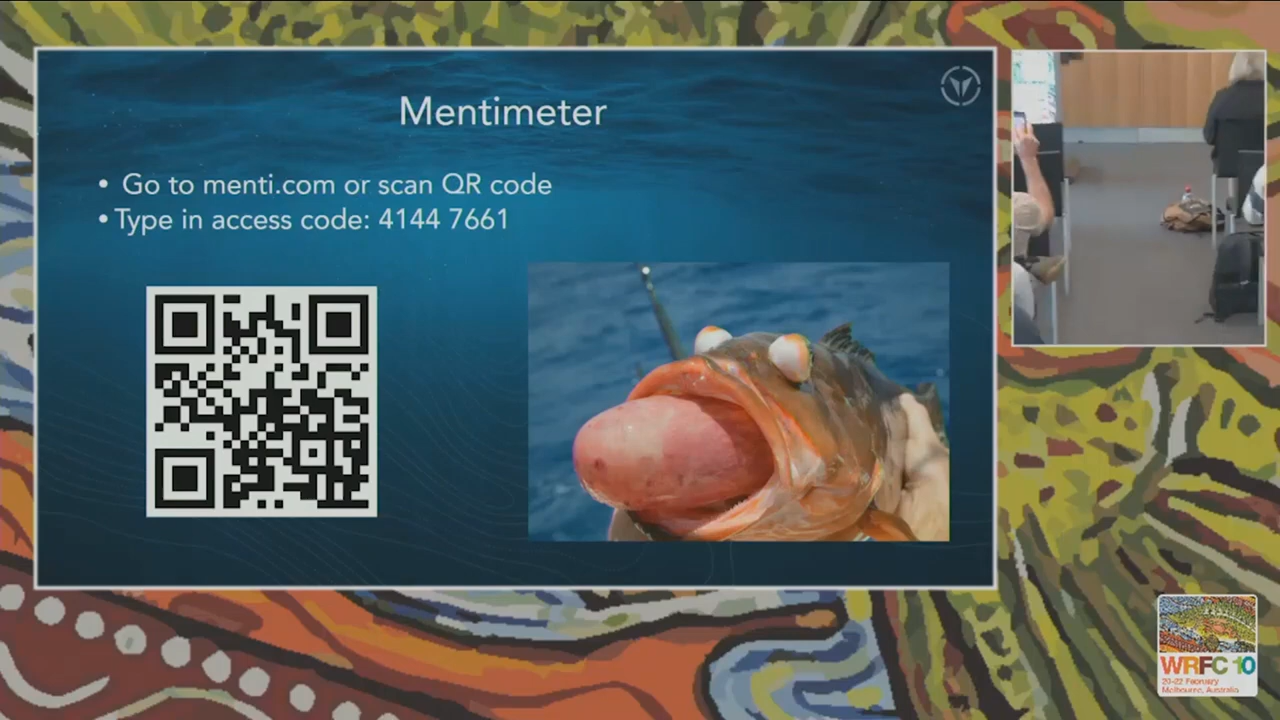 Mentimeter
• Go to menti.com or scan QR code
• Type in access code: 4144 7661
WRFC 10
20-22 February
Melbourne, Australia